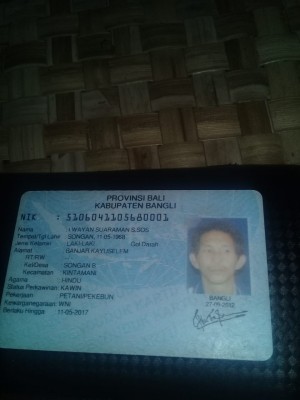 PROVINSI BALI
KABUPATEN BANGLI
NIK : 5106041105680001
Nama : I WAYAN SUARAMAN S.SOS
Tempat/Tgl Lahir : SONGAN, 11-05-1968
Jenis Kelamin : LAKI-LAKI Gol Darah
Alamat : BANJAR KAYUSELEM
RT/RW
Kel/Desa : SONGAN B
Kecamatan : KINTAMANI
Agama : HINDU
Status Perkawinan : KAWIN
Pekerjaan : PETANI/PEKEBUN
Kewarganegaraan : WNI
Berlaku Hingga : 11-05-2017
BANGLI
27-05-2012